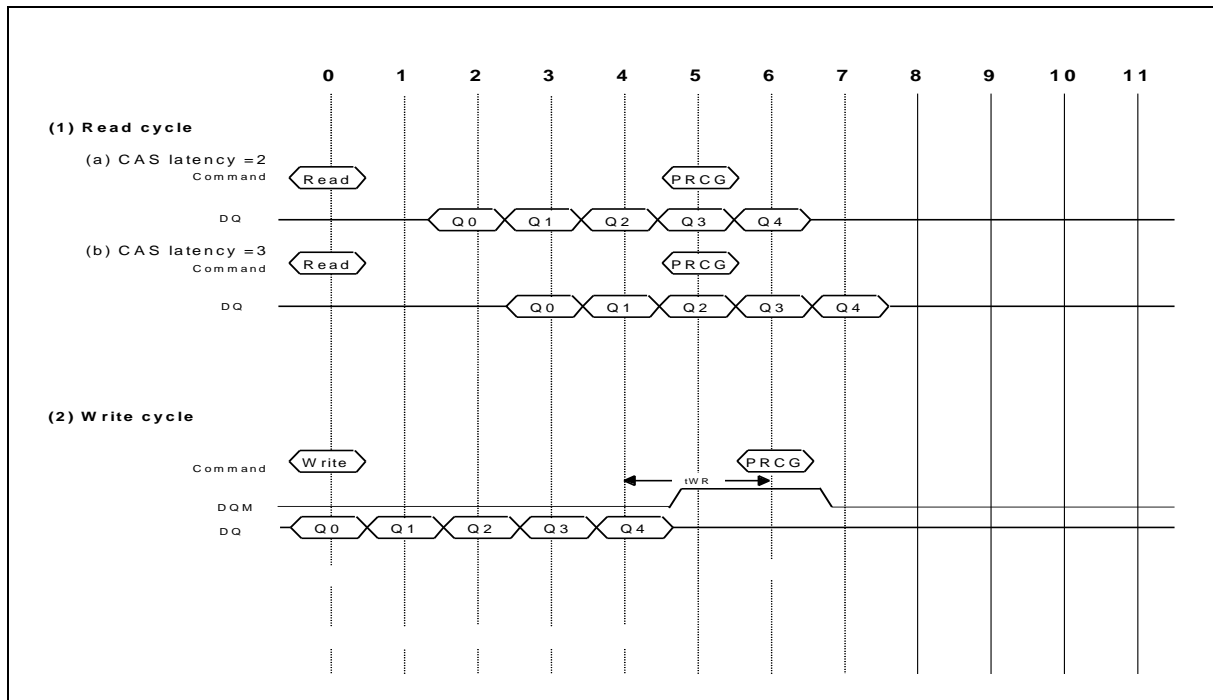 0 1 2 3 4 5 6 7 8 9 10 11
(1) Read cycle
(a) CAS latency =2
Command Read PRCG
DQ Q0 Q1 Q2 Q3 Q4
(b) CAS latency =3
Command Read PRCG
DQ Q0 Q1 Q2 Q3 Q4
(2) Write cycle
Command Write PRCG
tWR
DQM
DQ Q0 Q1 Q2 Q3 Q4